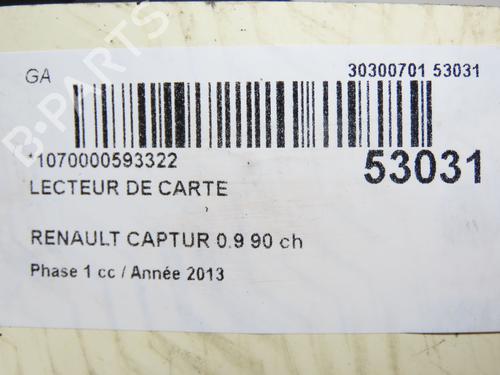 GA
30300701 53031
*1070000593322
53031
LECTEUR DE CARTE
RENAULT CAPTUR 0.9 90 ch
Phase 1 cc / Année 2013
B-PARTS